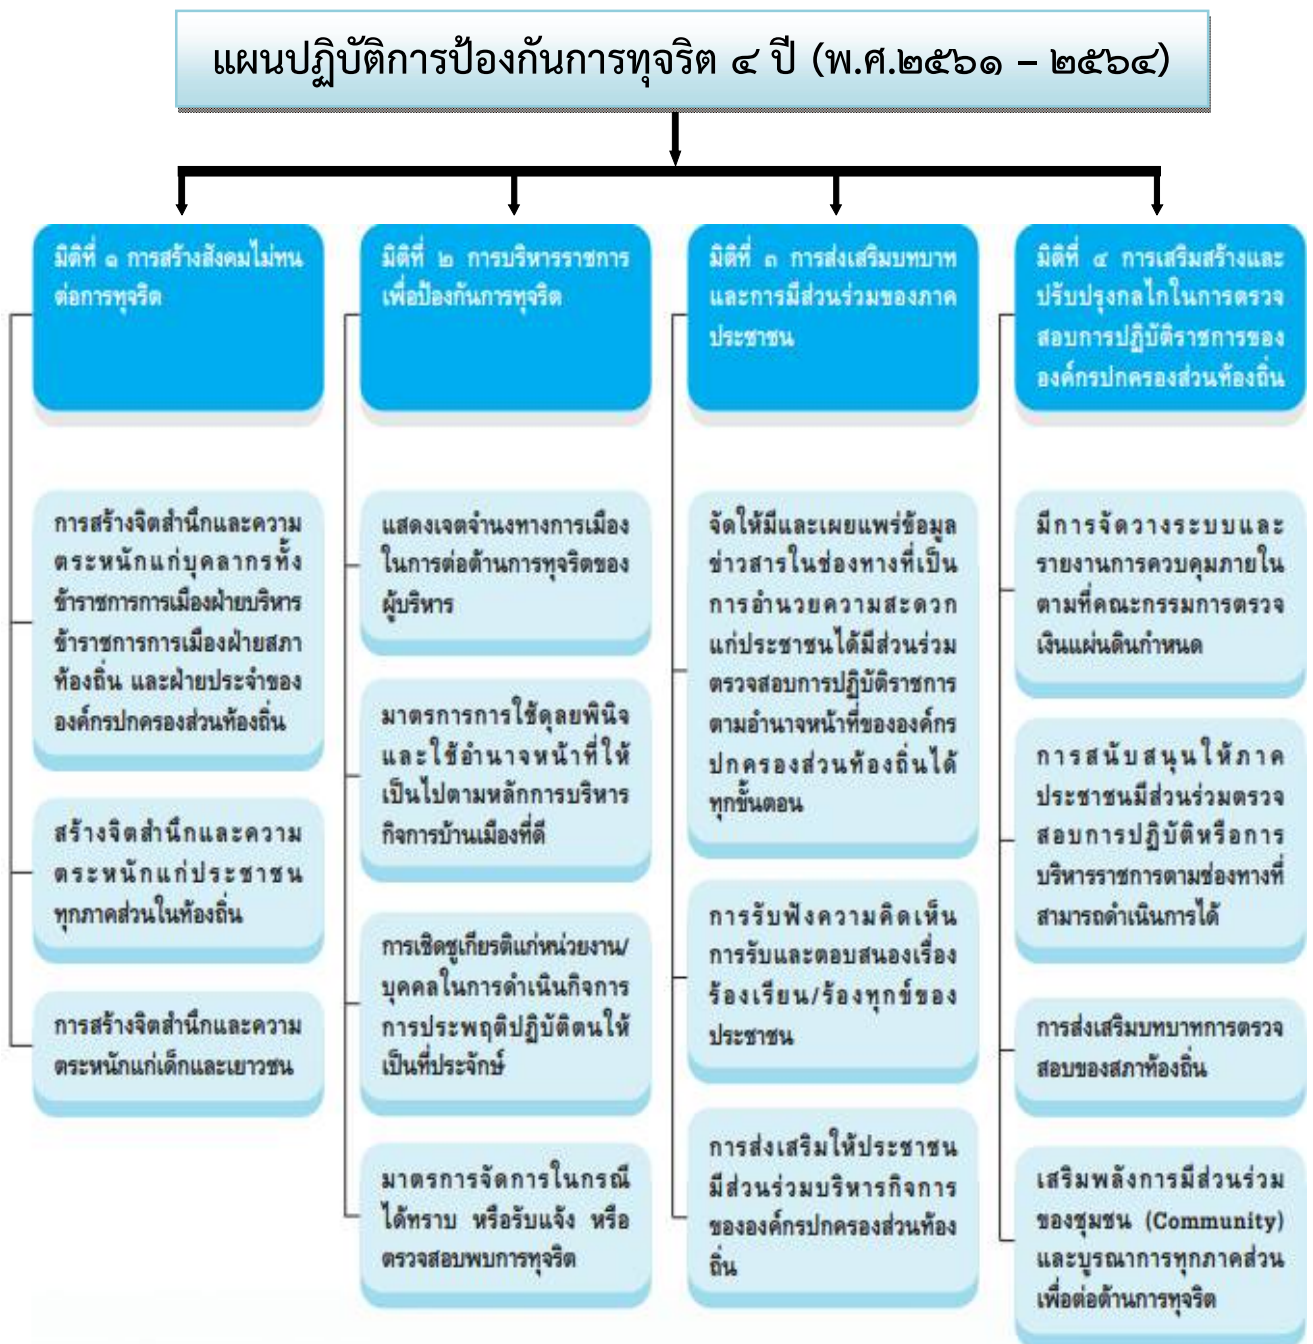 แผนปฏิบัติการป้องกันการทุจริต ๔ ปี (พ.ศ.๒๕๖๑ – ๒๕๖๔)
มิติที่ ๑ การสร้างสังคมไม่ทน
ต่อการทุจริต
การสร้างจิตสำนึกและความ
ตระหนักแก่บุคลากรทั้ง
ข้าราชการการเมืองฝ่ายบริหาร
ข้าราชการการเมืองฝ่ายสภา
ท้องถิ่น และฝ่ายประจำของ
องค์กรปกครองส่วนท้องถิ่น
สร้างจิตสำนึกและความ
ตระหนักแก่ประชาชน
ทุกภาคส่วนในท้องถิ่น
การสร้างจิตสำนึกและความ
ตระหนักแก่เด็กและเยาวชน
มิติที่ ๒ การบริหารราชการ
เพื่อป้องกันการทุจริต
แสดงเจตจำนงทางการเมือง
ในการต่อต้านการทุจริตของ
ผู้บริหาร
มาตรการการใช้ดุลยพินิจ
และใช้อำนาจหน้าที่ให้
เป็นไปตามหลักการบริหาร
กิจการบ้านเมืองที่ดี
การเชิดชูเกียรติแก่หน่วยงาน/
บุคคลในการดำเนินกิจการ
การประพฤติปฏิบัติตนให้
เป็นที่ประจักษ์
มาตรการจัดการในกรณี
ได้ทราบ หรือรับแจ้ง หรือ
ตรวจสอบพบการทุจริต
มิติที่ ๓ การส่งเสริมบทบาท
และการมีส่วนร่วมของภาค
ประชาชน
จัดให้มีและเผยแพร่ข้อมูล
ข่าวสารในช่องทางที่เป็น
การอำนวยความสะดวก
แก่ประชาชนได้มีส่วนร่วม
ตรวจสอบการปฏิบัติราชการ
ตามอำนาจหน้าที่ขององค์กร
ปกครองส่วนท้องถิ่นได้
ทุกขั้นตอน
การรับฟังความคิดเห็น
การรับและตอบสนองเรื่อง
ร้องเรียน/ร้องทุกข์ของ
ประชาชน
การส่งเสริมให้ประชาชน
มีส่วนร่วมบริหารกิจการ
ขององค์กรปกครองส่วนท้อง
ถิ่น
มิติที่ ๔ การเสริมสร้างและ
ปรับปรุงกลไกในการตรวจ
สอบการปฏิบัติราชการของ
องค์กรปกครองส่วนท้องถิ่น
มีการจัดวางระบบและ
รายงานการควบคุมภายใน
ตามที่คณะกรรมการตรวจ
เงินแผ่นดินกำหนด
การสนับสนุนให้ภาค
ประชาชนมีส่วนร่วมตรวจ
สอบการปฏิบัติหรือการ
บริหารราชการตามช่องทางที่
สามารถดำเนินการได้
การส่งเสริมบทบาทการตรวจ
สอบของสภาท้องถิ่น
เสริมพลังการมีส่วนร่วม
ของชุมชน (Community)
และบูรณาการทุกภาคส่วน
เพื่อต่อต้านการทุจริต